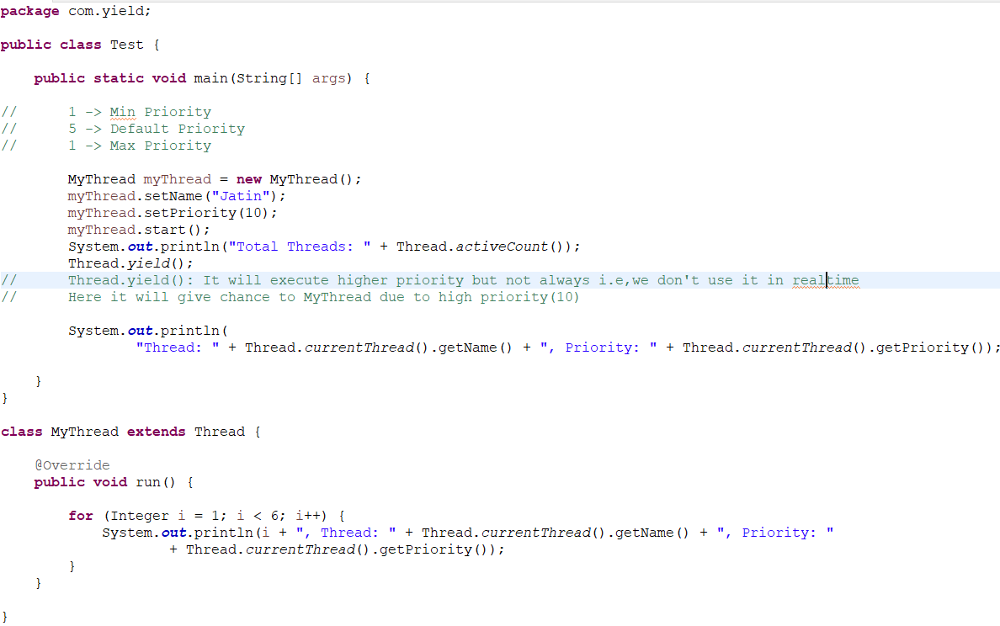 package com.yield;
public class Test {
public static void main(String[] args) {
// 1 -> Min Priority
// 5 -> Default Priority
// 1 -> Max Priority
MyThread myThread = new MyThread();
myThread.setName("Jatin");
myThread.setPriority(10);
myThread.start();
System.out.println("Total Threads: " + Thread.activeCount());
Thread.yield();
// Thread.yield(): It will execute higher priority but not always i.e,we don't use it in realtime
// Here it will give chance to MyThread due to high priority(10)
System.out.println(
"Thread: " + Thread.currentThread().getName() + ", Priority: " + Thread.currentThread().getPriority());
}
}
class MyThread extends Thread {
@Override
public void run() {
for (Integer i = 1; i < 6; i++) {
System.out.println(i + ", Thread: " + Thread.currentThread().getName() + ", Priority: "
+ Thread.currentThread().getPriority());
}
}
}